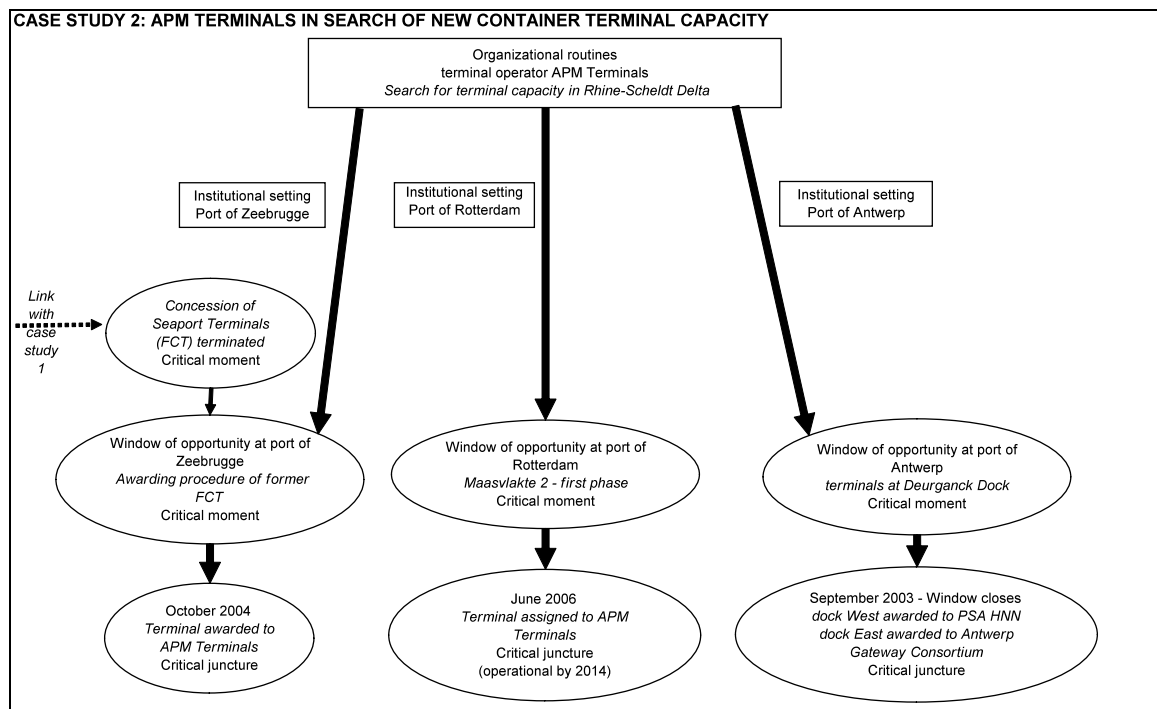 CASE STUDY 2: APM TERMINALS IN SEARCH OF NEW CONTAINER TERMINAL CAPACITY
Organizational routines
terminal operator APM Terminals
Search for terminal capacity in Rhine-Scheldt Delta
Institutional setting
Port of Zeebrugge
Institutional setting
Port of Rotterdam
Institutional setting
Port of Antwerp
Link
with
case
study
1
Concession of
Seaport Terminals
(FCT) terminated
Critical moment
Window of opportunity at port of
Zeebrugge
Awarding procedure of former
FCT
Critical moment
Window of opportunity at port of
Rotterdam
Maasvlakte 2 - first phase
Critical moment
Window of opportunity at port of
Antwerp
terminals at Deurganck Dock
Critical moment
October 2004
Terminal awarded to
APM Terminals
Critical juncture
June 2006
Terminal assigned to APM
Terminals
Critical juncture
(operational by 2014)
September 2003 - Window closes
dock West awarded to PSA HNN
dock East awarded to Antwerp
Gateway Consortium
Critical juncture